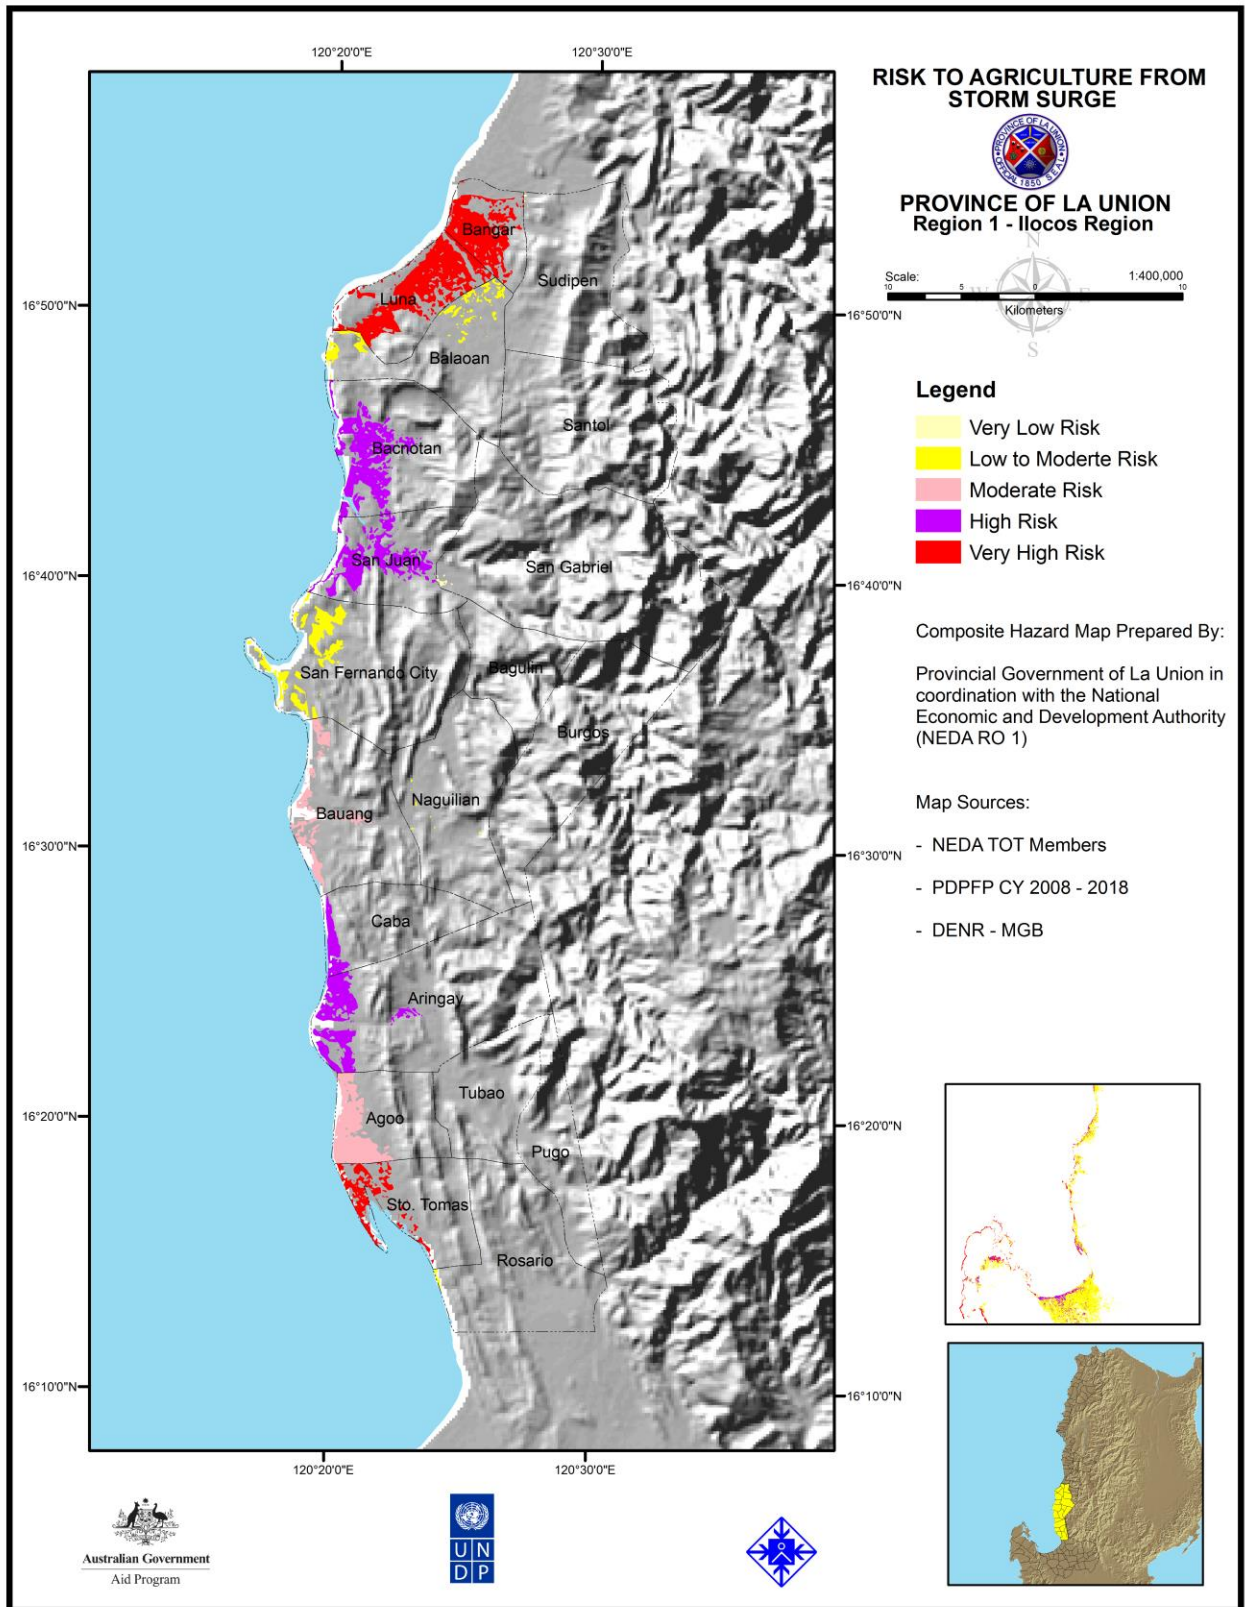 120°20'0"E
120°30'0"E
RISK TO AGRICULTURE FROM
STORM SURGE
PROVINCE OF LA UNION
OFFICIAL 1850 SEAL
PROVINCE OF LA UNION
Region 1 - Ilocos Region
N
Scale:
1:400,000
10
5
0
10
W
E
Kilometers
S
Legend
Very Low Risk
Low to Moderte Risk
Moderate Risk
High Risk
Very High Risk
Composite Hazard Map Prepared By:
Provincial Government of La Union in
coordination with the National
Economic and Development Authority
(NEDA RO 1)
Map Sources:
- NEDA TOT Members
- PDPFP CY 2008 - 2018
- DENR - MGB
Bangar
Sudipen
Luna
16°50'0"N
16°50'0"N
Balaoan
Santol
Bacnotan
San Juan
San Gabriel
16°40'0"N
16°40'0"N
San Fernando City
Bagulin
Burgos
Naguilian
Bauang
16°30'0"N
16°30'0"N
Caba
Aringay
Tubao
Agoo
16°20'0"N
16°20'0"N
Pugo
Sto. Tomas
Rosario
16°10'0"N
16°10'0"N
120°20'0"E
120°30'0"E
Australian Government
Aid Program
U N
D P